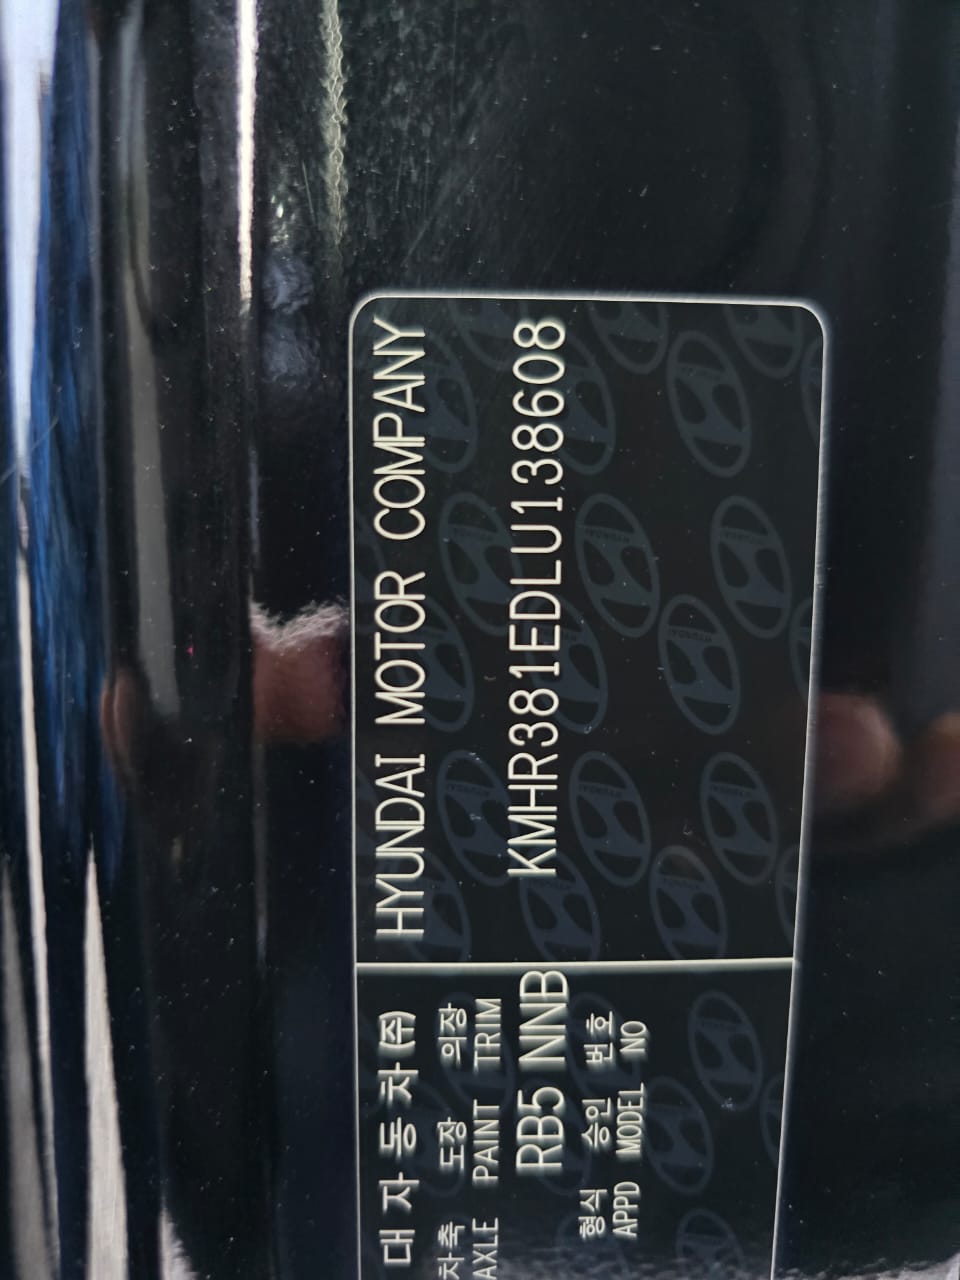 대 자 동 차 (주) HYUNDAI MOTOR COMPANY
차축 도장 의장
AXLE PAINT TRIM
RB5 NNB KMHR381EDLU138608
형식 승인 번호
APPD MODEL NO